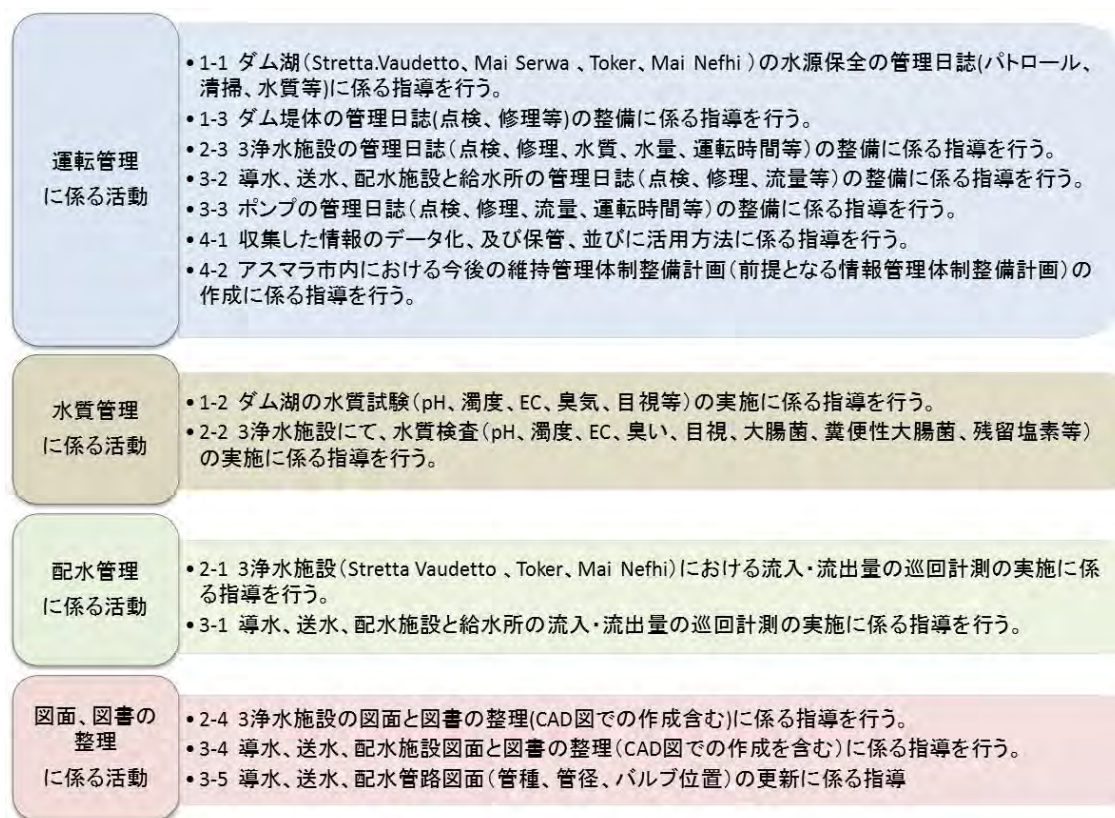 運転管理
に係る活動
• 1-1 ダム湖（Stretta.Vaudetto、Mai Serwa 、Toker、Mai Nefhi ）の水源保全の管理日誌(パトロール、
清掃、水質等)に係る指導を行う。
• 1-3 ダム堤体の管理日誌(点検、修理等)の整備に係る指導を行う。
• 2-3 3浄水施設の管理日誌（点検、修理、水質、水量、運転時間等）の整備に係る指導を行う。
• 3-2 導水、送水、配水施設と給水所の管理日誌（点検、修理、流量等）の整備に係る指導を行う。
• 3-3 ポンプの管理日誌（点検、修理、流量、運転時間等）の整備に係る指導を行う。
• 4-1 収集した情報のデータ化、及び保管、並びに活用方法に係る指導を行う。
• 4-2 アスマラ市内における今後の維持管理体制整備計画（前提となる情報管理体制整備計画）の
作成に係る指導を行う。
水質管理
に係る活動
• 1-2 ダム湖の水質試験（pH、濁度、EC、臭気、目視等）の実施に係る指導を行う。
• 2-2 3浄水施設にて、水質検査（pH、濁度、EC、臭い、目視、大腸菌、糞便性大腸菌、残留塩素等）
の実施に係る指導を行う。
配水管理
に係る活動
• 2-1 3浄水施設（Stretta Vaudetto 、Toker、Mai Nefhi）における流入・流出量の巡回計測の実施に係
る指導を行う。
• 3-1 導水、送水、配水施設と給水所の流入・流出量の巡回計測の実施に係る指導を行う。
図面、図書の
整理
に係る活動
• 2-4 3浄水施設の図面と図書の整理(CAD図での作成含む)に係る指導を行う。
• 3-4 導水、送水、配水施設図面と図書の整理（CAD図での作成を含む）に係る指導を行う。
• 3-5 導水、送水、配水管路図面（管種、管径、バルブ位置）の更新に係る指導